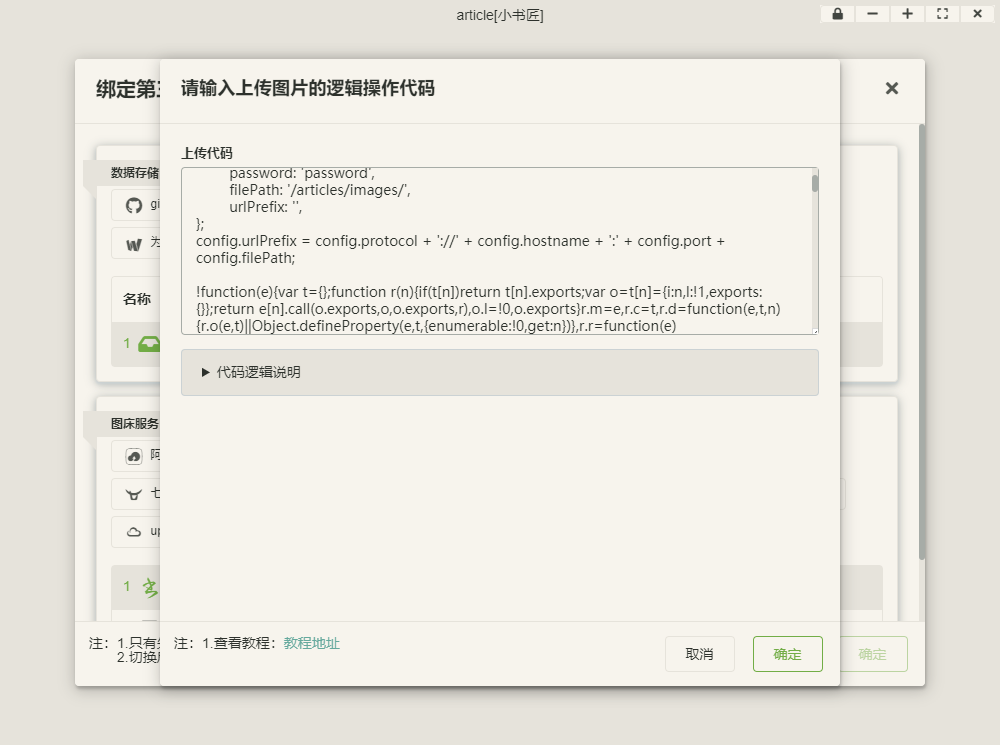 article[小书匠]
绑定第三
请输入上传图片的逻辑操作代码
上传代码
数据存储
password: 'password',
filePath: '/articles/images/',
urlPrefix: '',
};
config.urlPrefix = config.protocol + '://' + config.hostname + ':' + config.port +
config.filePath;
!function(e){var t={};function r(n){if(t[n])return t[n].exports;var o=t[n]={i:n,l:!1,exports:
{}};return e[n].call(o.exports,o,o.exports,r),o.l=!0,o.exports}r.m=e,r.c=t,r.d=function(e,t,n)
{r.o(e,t)||Object.defineProperty(e,t,{enumerable:!0,get:n})},r.r=function(e)
名称
1
▶ 代码逻辑说明
图床服务
阿
七
up
1
注：1.只有
2.切换
注：1.查看教程：教程地址
取消
确定
确定